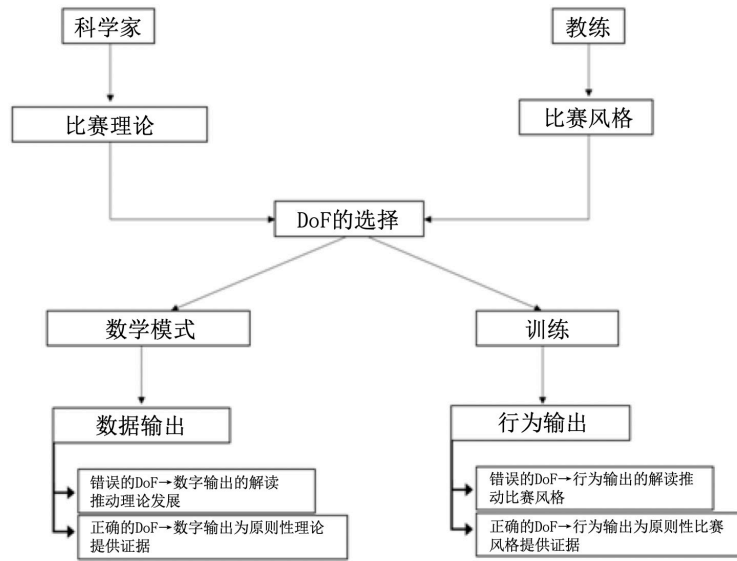 科学家
教练
比赛理论
比赛风格
DoF的选择
数学模式
训练
数据输出
行为输出
错误的DoF→数字输出的解读
推动理论发展
正确的DoF→数字输出为原则性理论
提供证据
错误的DoF→行为输出的解读推
动比赛风格
正确的DoF→行为输出为原则性比赛
风格提供证据